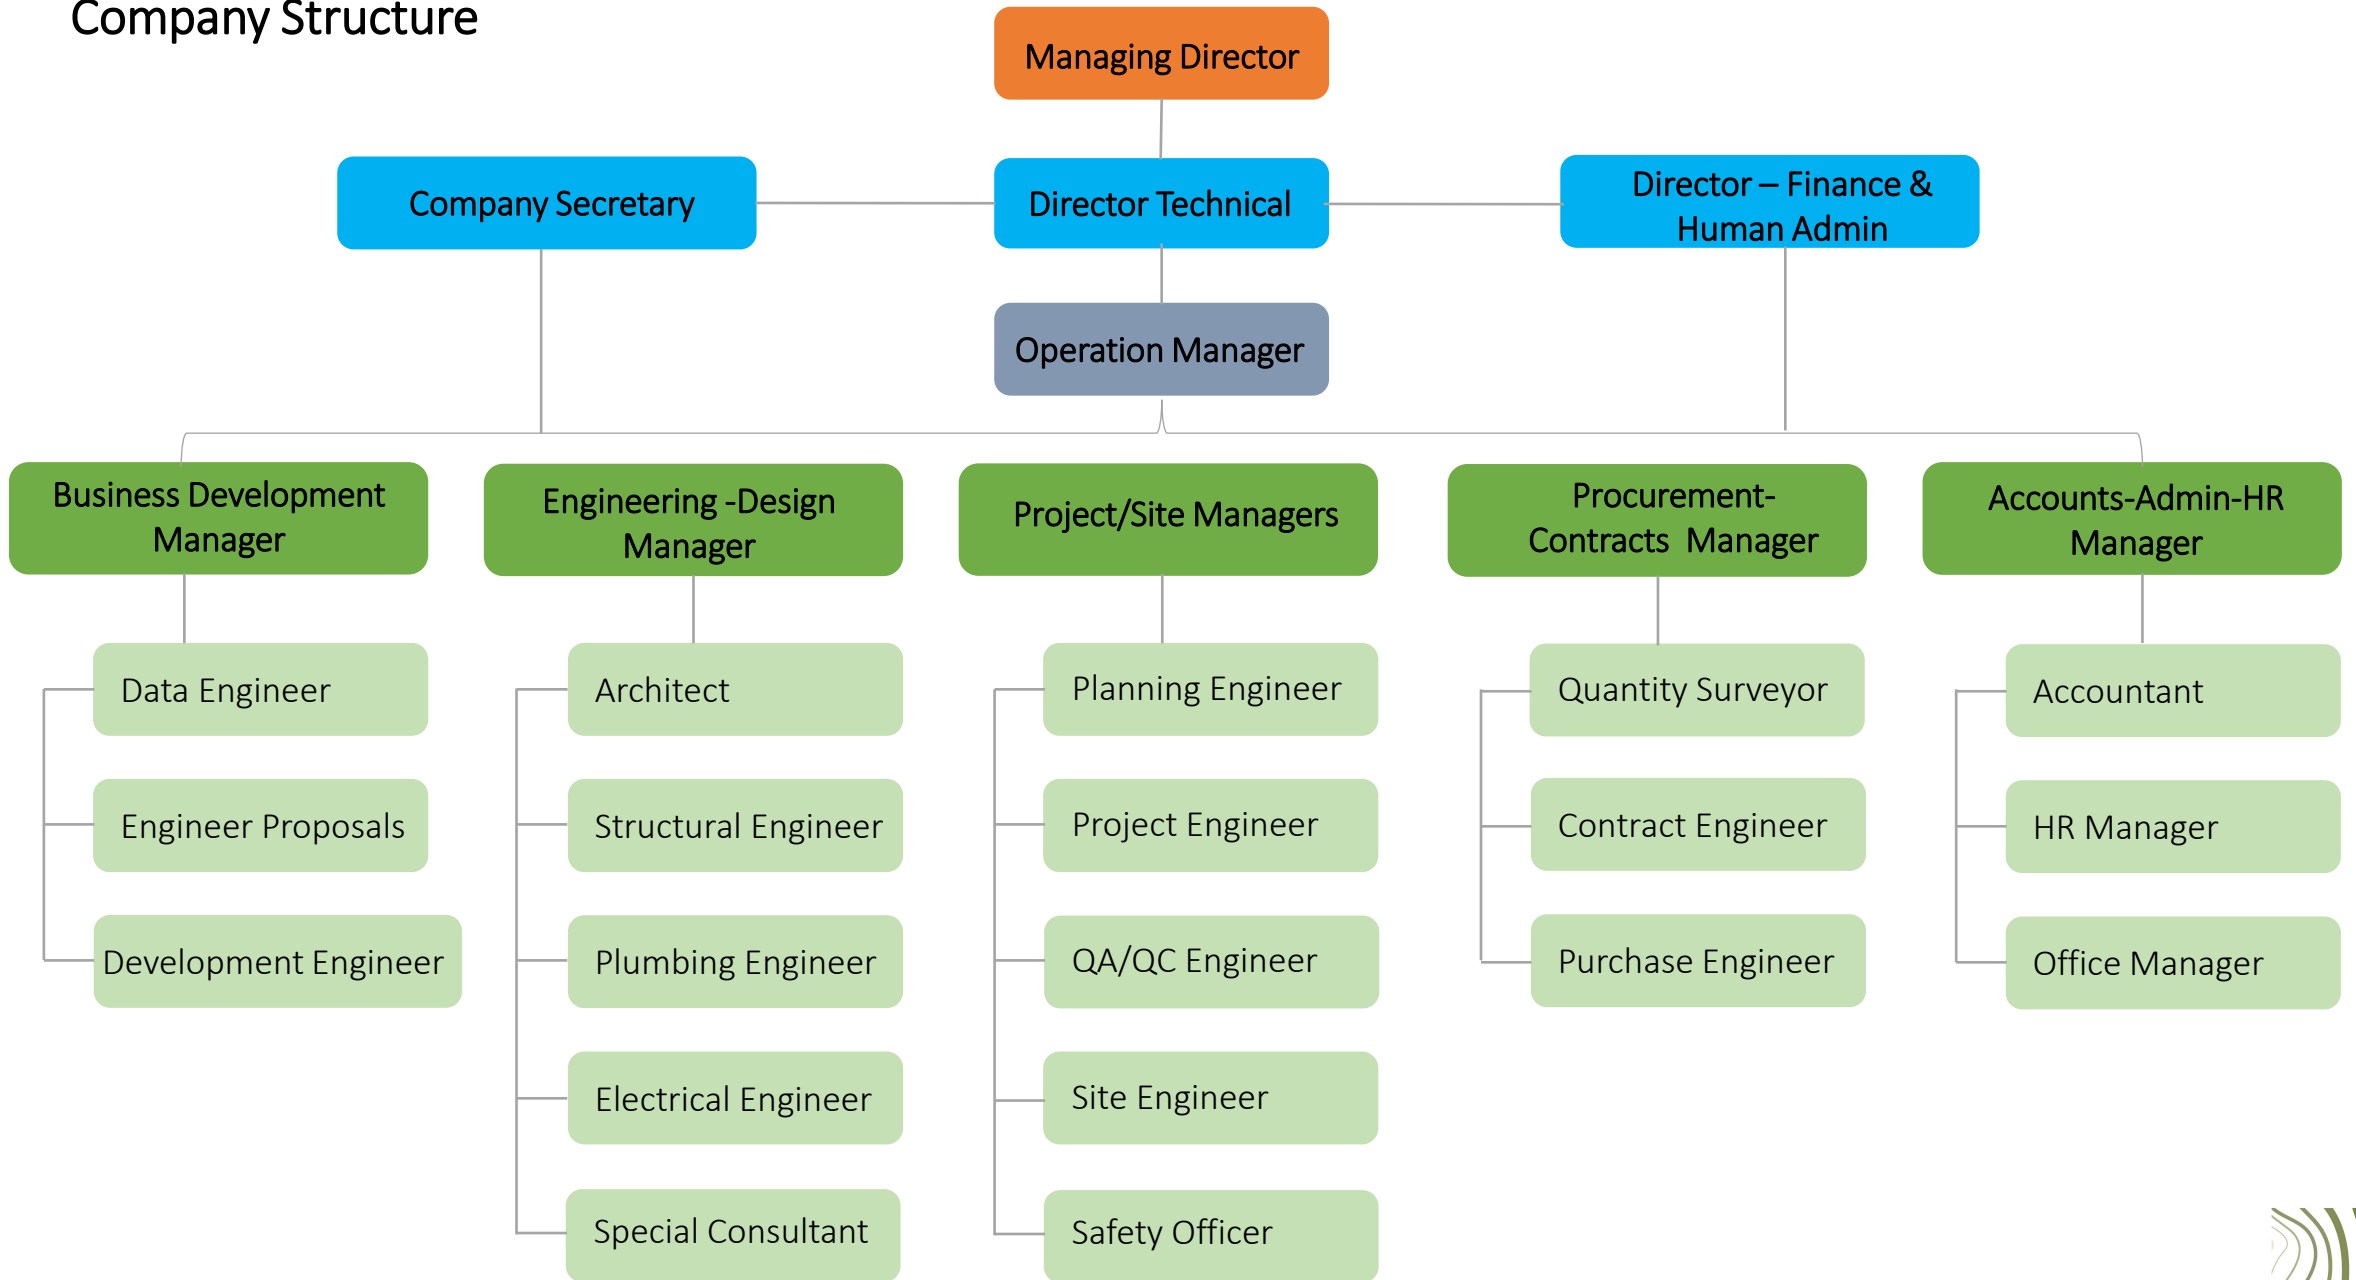 Company Structure
Managing Director
Company Secretary
Director Technical
Director – Finance &
Human Admin
Operation Manager
Business Development
Manager
Engineering -Design
Manager
Project/Site Managers
Procurement-
Contracts  Manager
Accounts-Admin-HR
Manager
Data Engineer
Engineer Proposals
Development Engineer
Architect
Structural Engineer
Plumbing Engineer
Electrical Engineer
Special Consultant
Planning Engineer
Project Engineer
QA/QC Engineer
Site Engineer
Safety Officer
Quantity Surveyor
Contract Engineer
Purchase Engineer
Accountant
HR Manager
Office Manager